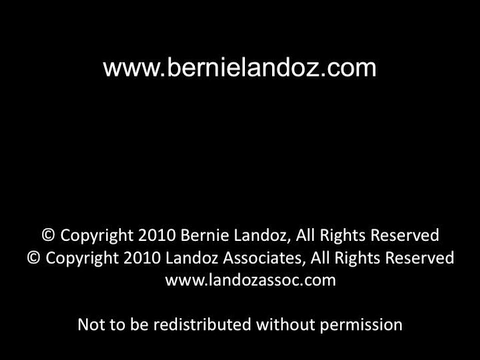 www.bernielandoz.com
© Copyright 2010 Bernie Landoz, All Rights Reserved
© Copyright 2010 Landoz Associates, All Rights Reserved
www.landozassoc.com
Not to be redistributed without permission